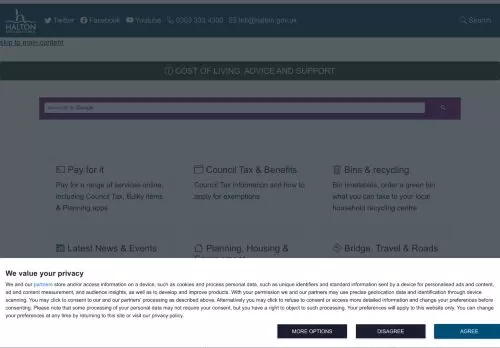 HALTON
Twitter Facebook Youtube 0303 333 4300 hdl@halton.gov.uk Search
skip to main content
COST OF LIVING: ADVICE AND SUPPORT
Google
Pay for it
Pay for a range of services online,
including Council Tax, Bulky items
& Planning apps
Council Tax & Benefits
Council Tax information and how to
apply for exemptions
Bins & recycling
Bin timetables, order a green bin,
what you can take to your local
household recycling centre
Latest News & Events
Planning, Housing &
Bridge, Travel & Roads
We value your privacy
We and our partners store and/or access information on a device, such as cookies and process personal data, such as unique identifiers and standard information sent by a device for personalised ads and content,
ad and content measurement, and audience insights, as well as to develop and improve products. With your permission we and our partners may use precise geolocation data and identification through device
scanning. You may click to consent to our and our partners' processing as described above. Alternatively you may click to refuse to consent or access more detailed information and change your preferences before
consenting. Please note that some processing of your personal data may not require your consent, but you have a right to object to such processing. Your preferences will apply to this website only. You can change
your preferences at any time by returning to this site or visit our privacy policy.
MORE OPTIONS DISAGREE AGREE